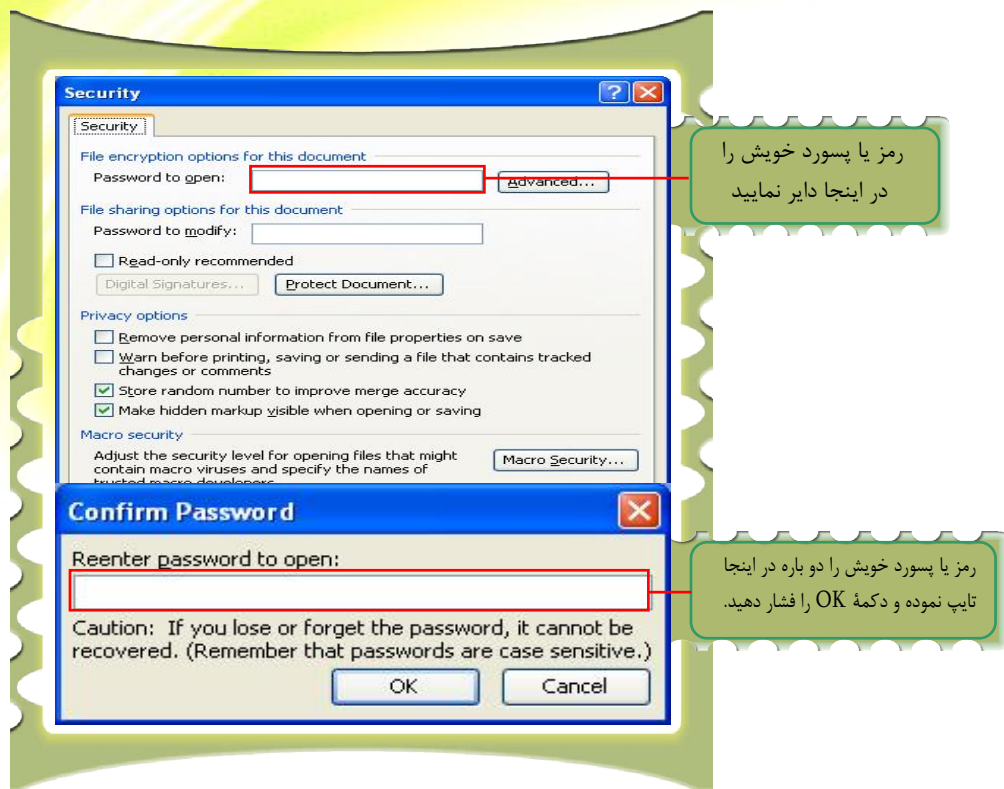 Security
Security
File encryption options for this document
Password to open:
Advanced...
رمز یا پسورد خویش را
در اینجا دایر نمایید
File sharing options for this document
Password to modify:
Read-only recommended
Digital Signatures...
Protect Document...
Privacy options
Remove personal information from file properties on save
Warn before printing, saving or sending a file that contains tracked
changes or comments
Store random number to improve merge accuracy
Make hidden markup visible when opening or saving
Macro security
Adjust the security level for opening files that might
contain macro viruses and specify the names of
trusted macro developers.
Macro Security...
Confirm Password
Reenter password to open:
رمز یا پسورد خویش را دو باره در اینجا
تایپ نموده و دکمۀ OK را فشار دهید.
Caution: If you lose or forget the password, it cannot be
recovered. (Remember that passwords are case sensitive.)
OK
Cancel